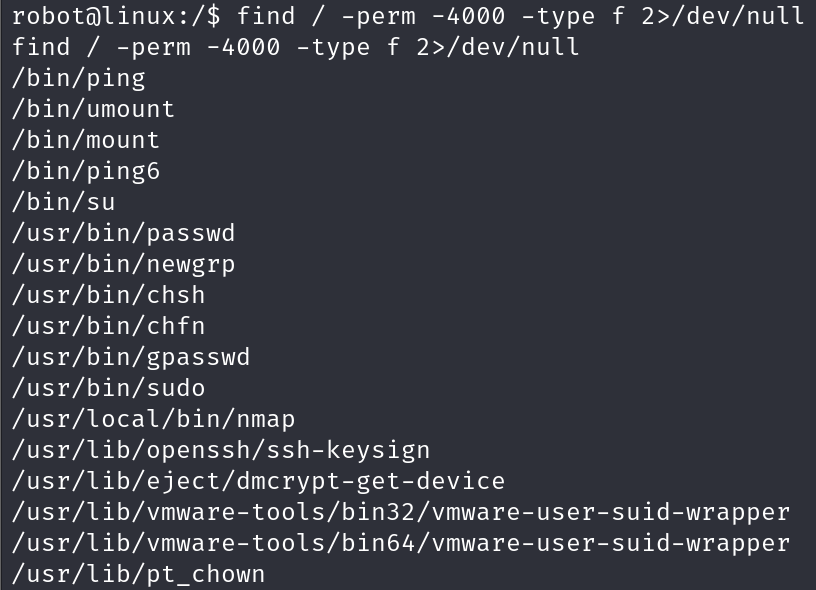 robot@linux:/$ find / -perm -4000 -type f 2>/dev/null
find / -perm -4000 -type f 2>/dev/null
/bin/ping
/bin/umount
/bin/mount
/bin/ping6
/bin/su
/usr/bin/passwd
/usr/bin/newgrp
/usr/bin/chsh
/usr/bin/chfn
/usr/bin/gpasswd
/usr/bin/sudo
/usr/local/bin/nmap
/usr/lib/openssh/ssh-keysign
/usr/lib/eject/dmcrypt-get-device
/usr/lib/vmware-tools/bin32/vmware-user-suid-wrapper
/usr/lib/vmware-tools/bin64/vmware-user-suid-wrapper
/usr/lib/pt_chown